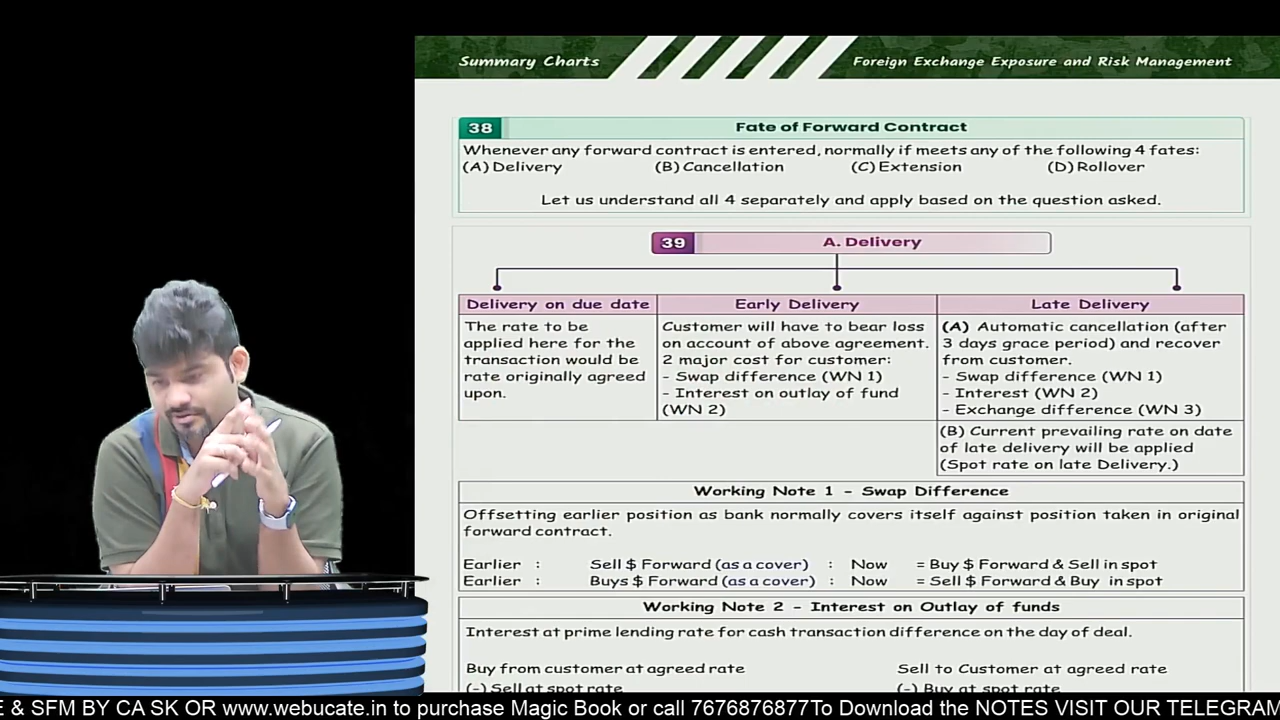 Summary Charts
Foreign Exchange Exposure and Risk Management
38 Fate of Forward Contract
Whenever any forward contract is entered, normally if meets any of the following 4 fates:
(A) Delivery (B) Cancellation (C) Extension (D) Rollover
Let us understand all 4 separately and apply based on the question asked.
39 A. Delivery
Delivery on due date
The rate to be
applied here for the
transaction would be
rate originally agreed
upon.
Early Delivery
Customer will have to bear loss
on account of above agreement.
2 major cost for customer:
- Swap difference (WN 1)
- Interest on outlay of fund
(WN 2)
Late Delivery
(A) Automatic cancellation (after
3 days grace period) and recover
from customer.
- Swap difference (WN 1)
- Interest (WN 2)
- Exchange difference (WN 3)
(B) Current prevailing rate on date
of late delivery will be applied
(Spot rate on late Delivery.)
Working Note 1 - Swap Difference
Offsetting earlier position as bank normally covers itself against position taken in original
forward contract.
Earlier : Sell $ Forward (as a cover) : Now = Buy $ Forward & Sell in spot
Earlier : Buys $ Forward (as a cover) : Now = Sell $ Forward & Buy in spot
Working Note 2 - Interest on Outlay of funds
Interest at prime lending rate for cash transaction difference on the day of deal.
Buy from customer at agreed rate Sell to Customer at agreed rate
(-) Sell at spot rate (-) Buy at spot rate
E & SFM BY CA SK OR www.webucate.in to purchase Magic Book or call 7676876877To Download the NOTES VISIT OUR TELEGRAM